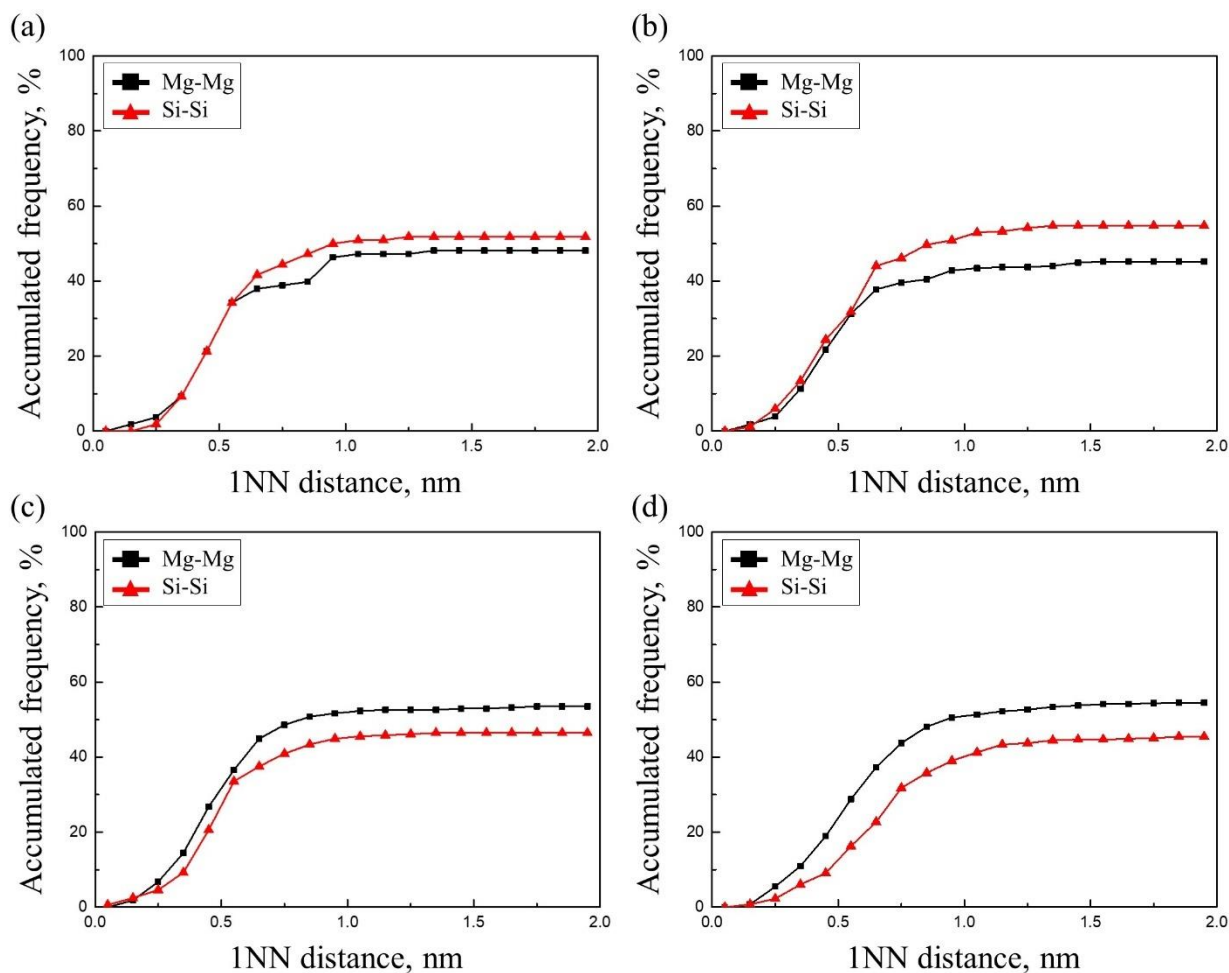 (a)
(b)
100
80
60
40
20
0
Accumulated frequency, %
Mg-Mg
Si-Si
0.0 0.5 1.0 1.5 2.0
1NN distance, nm
100
80
60
40
20
0
Accumulated frequency, %
Mg-Mg
Si-Si
0.0 0.5 1.0 1.5 2.0
1NN distance, nm
(c)
(d)
100
80
60
40
20
0
Accumulated frequency, %
Mg-Mg
Si-Si
0.0 0.5 1.0 1.5 2.0
1NN distance, nm
100
80
60
40
20
0
Accumulated frequency, %
Mg-Mg
Si-Si
0.0 0.5 1.0 1.5 2.0
1NN distance, nm